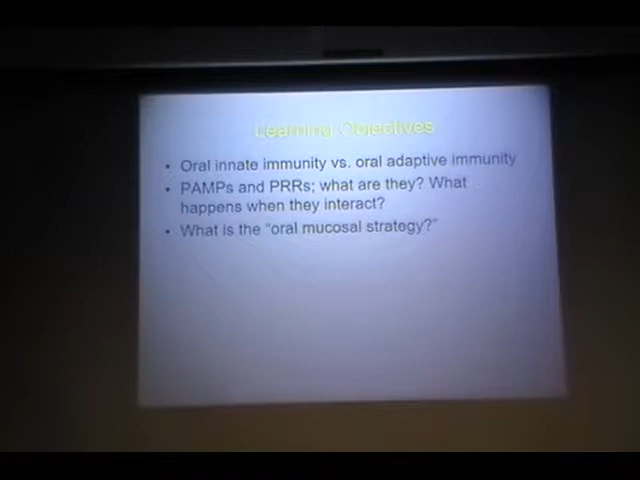 Learning Objectives
• Oral innate immunity vs. oral adaptive immunity
• PAMPs and PRRs; what are they? What
happens when they interact?
• What is the "oral mucosal strategy?"